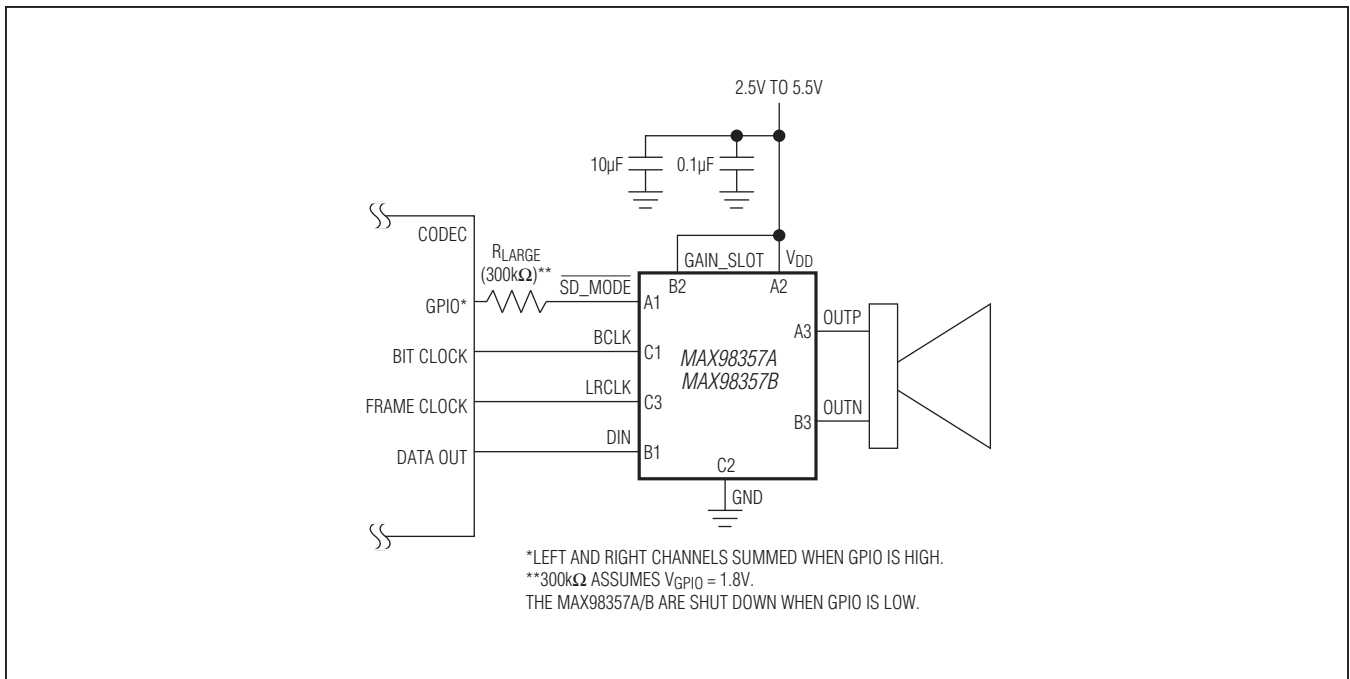 2.5V TO 5.5V
10µF
0.1µF
CODEC
RLARGE
(300kΩ)**
SD_MODE
GAIN_SLOT
VDD
B2
A2
GPIO*
A1
OUTP
A3
BIT CLOCK
BCLK
C1
MAX98357A
MAX98357B
FRAME CLOCK
LRCLK
C3
OUTN
B3
DATA OUT
DIN
B1
C2
GND
*LEFT AND RIGHT CHANNELS SUMMED WHEN GPIO IS HIGH.
**300kΩ ASSUMES VGPIO = 1.8V.
THE MAX98357A/B ARE SHUT DOWN WHEN GPIO IS LOW.